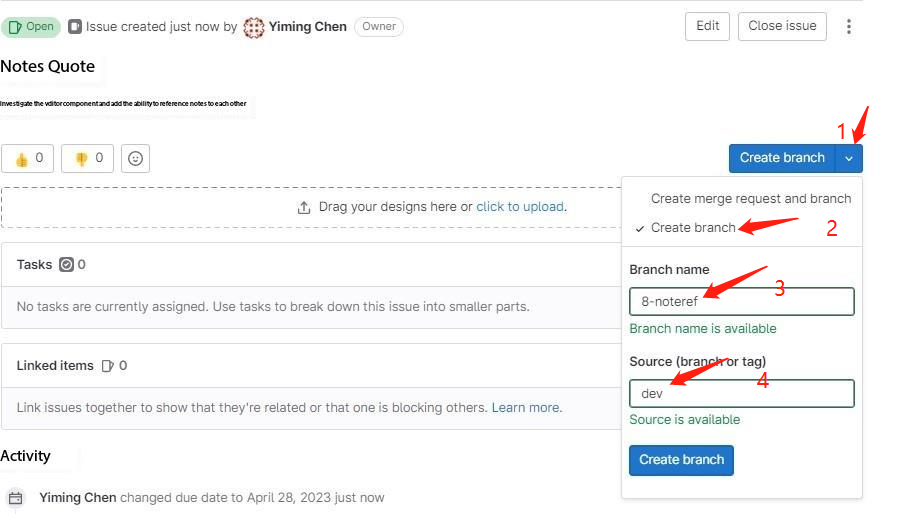 Open Issue created just now by Yiming Chen Owner Edit Close issue
Notes Quote
Investigate the vditor component and add the ability to reference notes to each other
1
0 0 Create branch
Create merge request and branch
Drag your designs here or click to upload.
Create branch 2
Tasks 0
Branch name
3
8-noteref
No tasks are currently assigned. Use tasks to break down this issue into smaller parts.
Branch name is available
Linked items 0
Source (branch or tag)
4
dev
Link issues together to show that they're related or that one is blocking others. Learn more.
Source is available
Activity
Create branch
Yiming Chen changed due date to April 28, 2023 just now